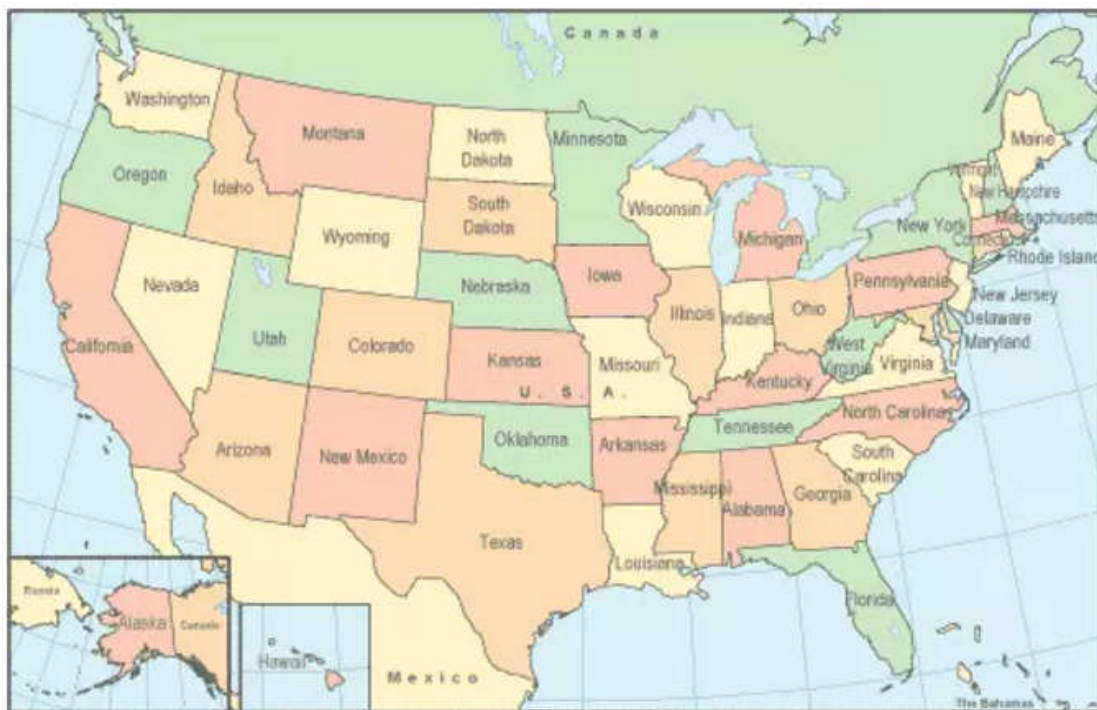 Canada
Washington
Montana
North
Dakota
Minnesota
Maine
Oregon
Idaho
South
Dakota
Wisconsin
New Hampshire
Wyoming
Michigan
New York
Massachusetts
Rhode Island
Nevada
Nebraska
Iowa
Pennsylvania
Illinois
Indians
Ohio
New Jersey
Delaware
Maryland
California
Utah
Colorado
Kansas
Missouri
West
Virginia
Virginia
Kentucky
U. S. A.
North Carolina
Arizona
New Mexico
Oklahoma
Arkansas
Tennessee
South
Carolina
Mississippi
Alabama
Georgia
Texas
Louisiana
Florida
Russia
Alaska
Canada
Hawaii
Mexico
The Bahamas